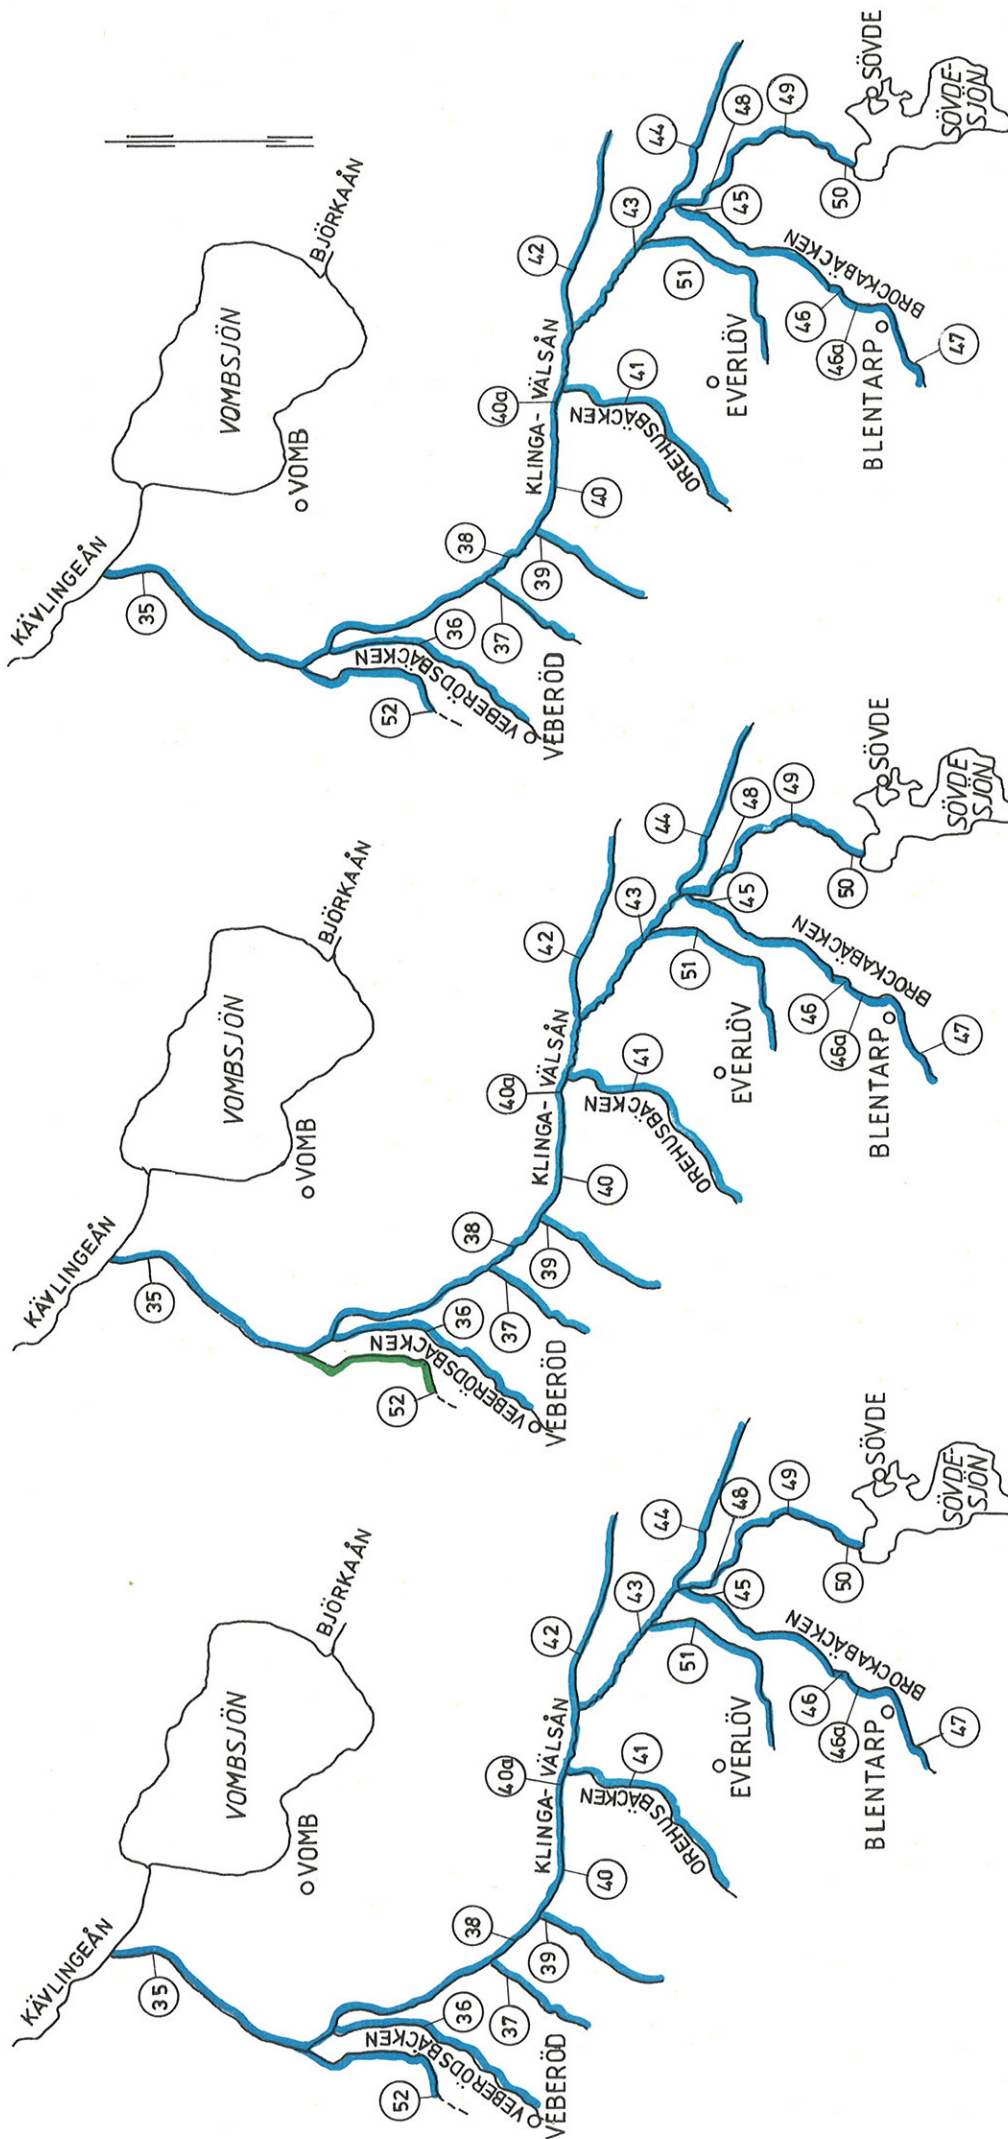 KÄVLINGEÅN
VOMBSJÖN
BJÖRKAÅN
VOMB
35
52
VEBERÖDSBÄCKEN
36
VEBERÖD
37
38
39
40
KLINGA- VÄLSÅN
40a
OREHUSBÄCKEN
41
42
43
44
EVERLÖV
51
45
48
49
50
46
46a
BROCKABÄCKEN
BLENTARP
47
SÖVDE
SÖVDE-
SJÖN
KÄVLINGEÅN
VOMBSJÖN
BJÖRKAÅN
VOMB
35
52
VEBERÖDSBÄCKEN
36
VEBERÖD
37
38
39
40
KLINGA- VÄLSÅN
40a
OREHUSBÄCKEN
41
42
43
44
EVERLÖV
51
45
48
49
50
46
46a
BROCKABÄCKEN
BLENTARP
47
SÖVDE
SÖVDE
SJÖN
KÄVLINGEÅN
VOMBSJÖN
BJÖRKAÅN
VOMB
35
52
VEBERÖDSBÄCKEN
36
VEBERÖD
37
38
39
40
KLINGA- VÄLSÅN
40a
OREHUSBÄCKEN
41
42
43
44
EVERLÖV
51
45
48
49
50
46
46a
BROCKABÄCKEN
BLENTARP
47
SÖVDE
SÖVDE-
SJÖN